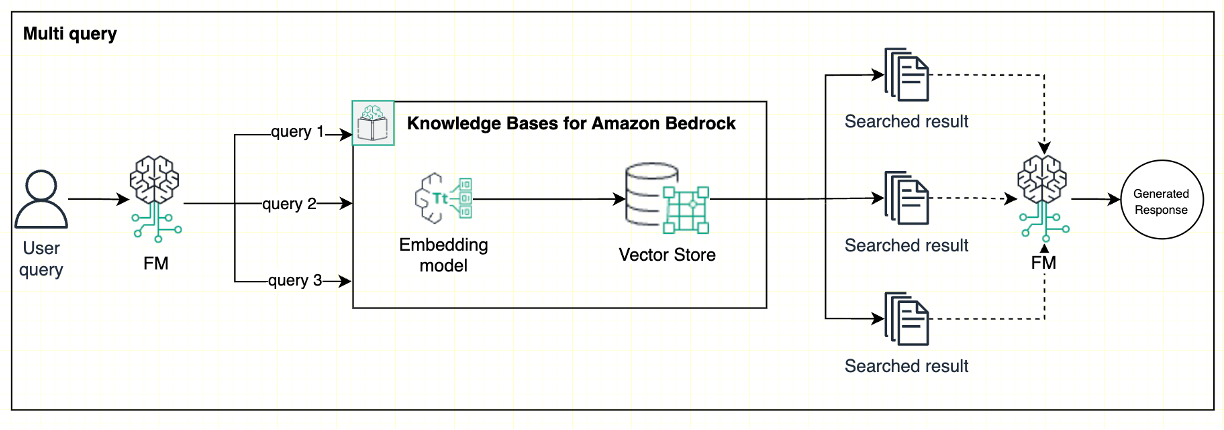 Multi query
User
query
FM
query 1
query 2
query 3
Knowledge Bases for Amazon Bedrock
Tt
Embedding
model
Vector Store
Searched result
Searched result
Searched result
FM
Generated
Response